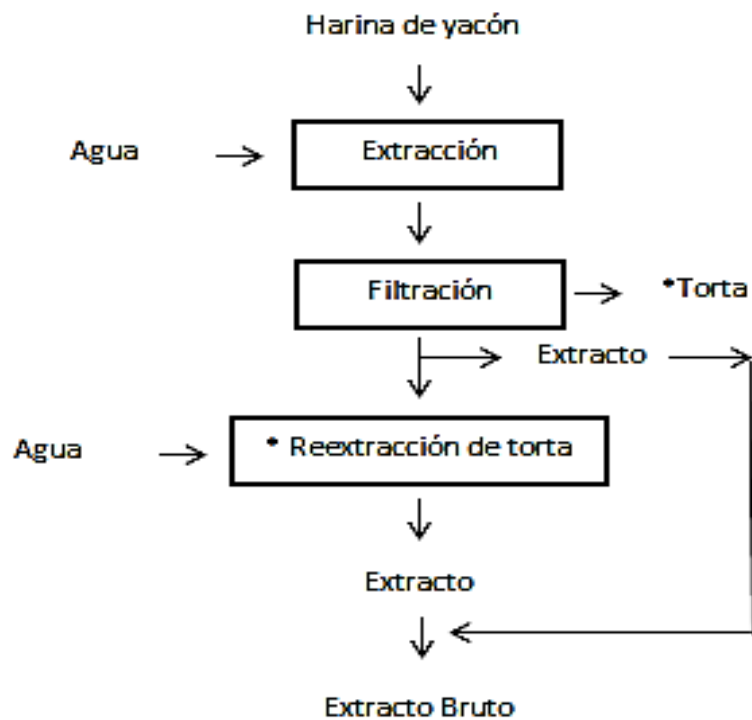 Harina de yacón
Agua
Extracción
Filtración
*Torta
Extracto
Agua
* Reextracción de torta
Extracto
Extracto Bruto